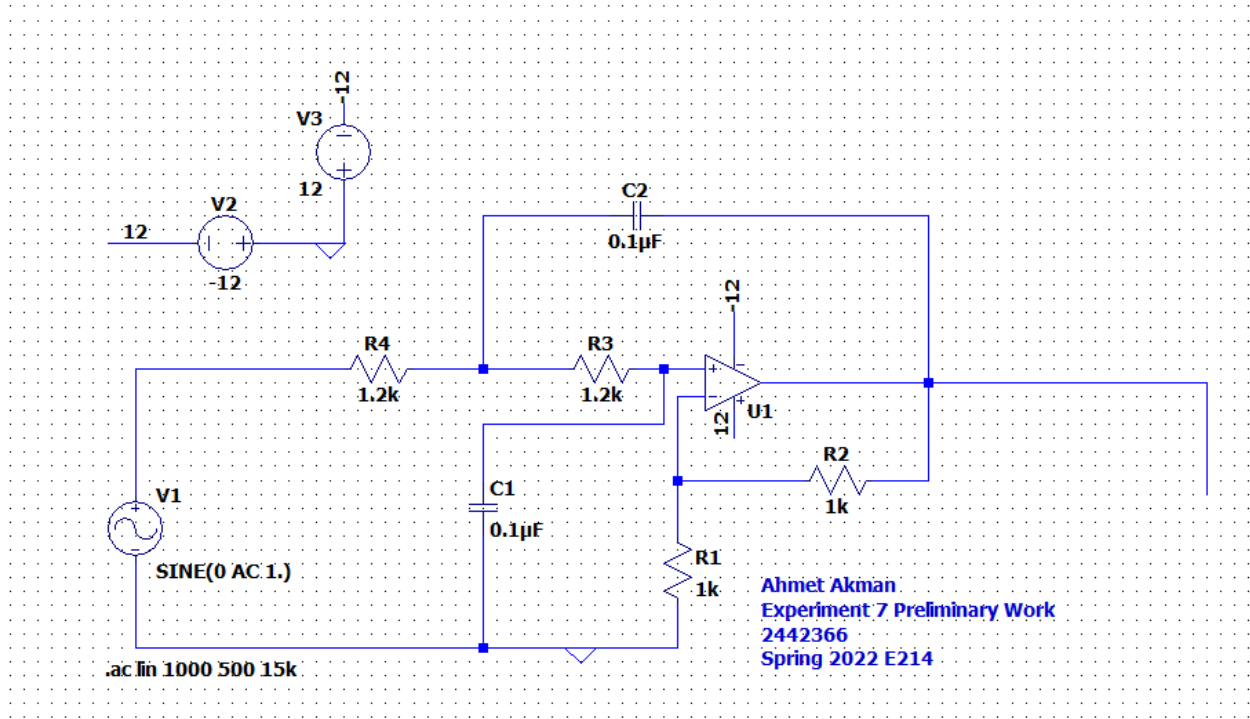 -12
V3
12
V2
12
-12
C2
0.1µF
-12
R4
R3
1.2k
1.2k
U1
12
R2
1k
V1
SINE(0 AC 1.)
C1
0.1µF
R1
1k
Ahmet Akman
Experiment 7 Preliminary Work
2442366
Spring 2022 E214
.ac lin 1000 500 15k